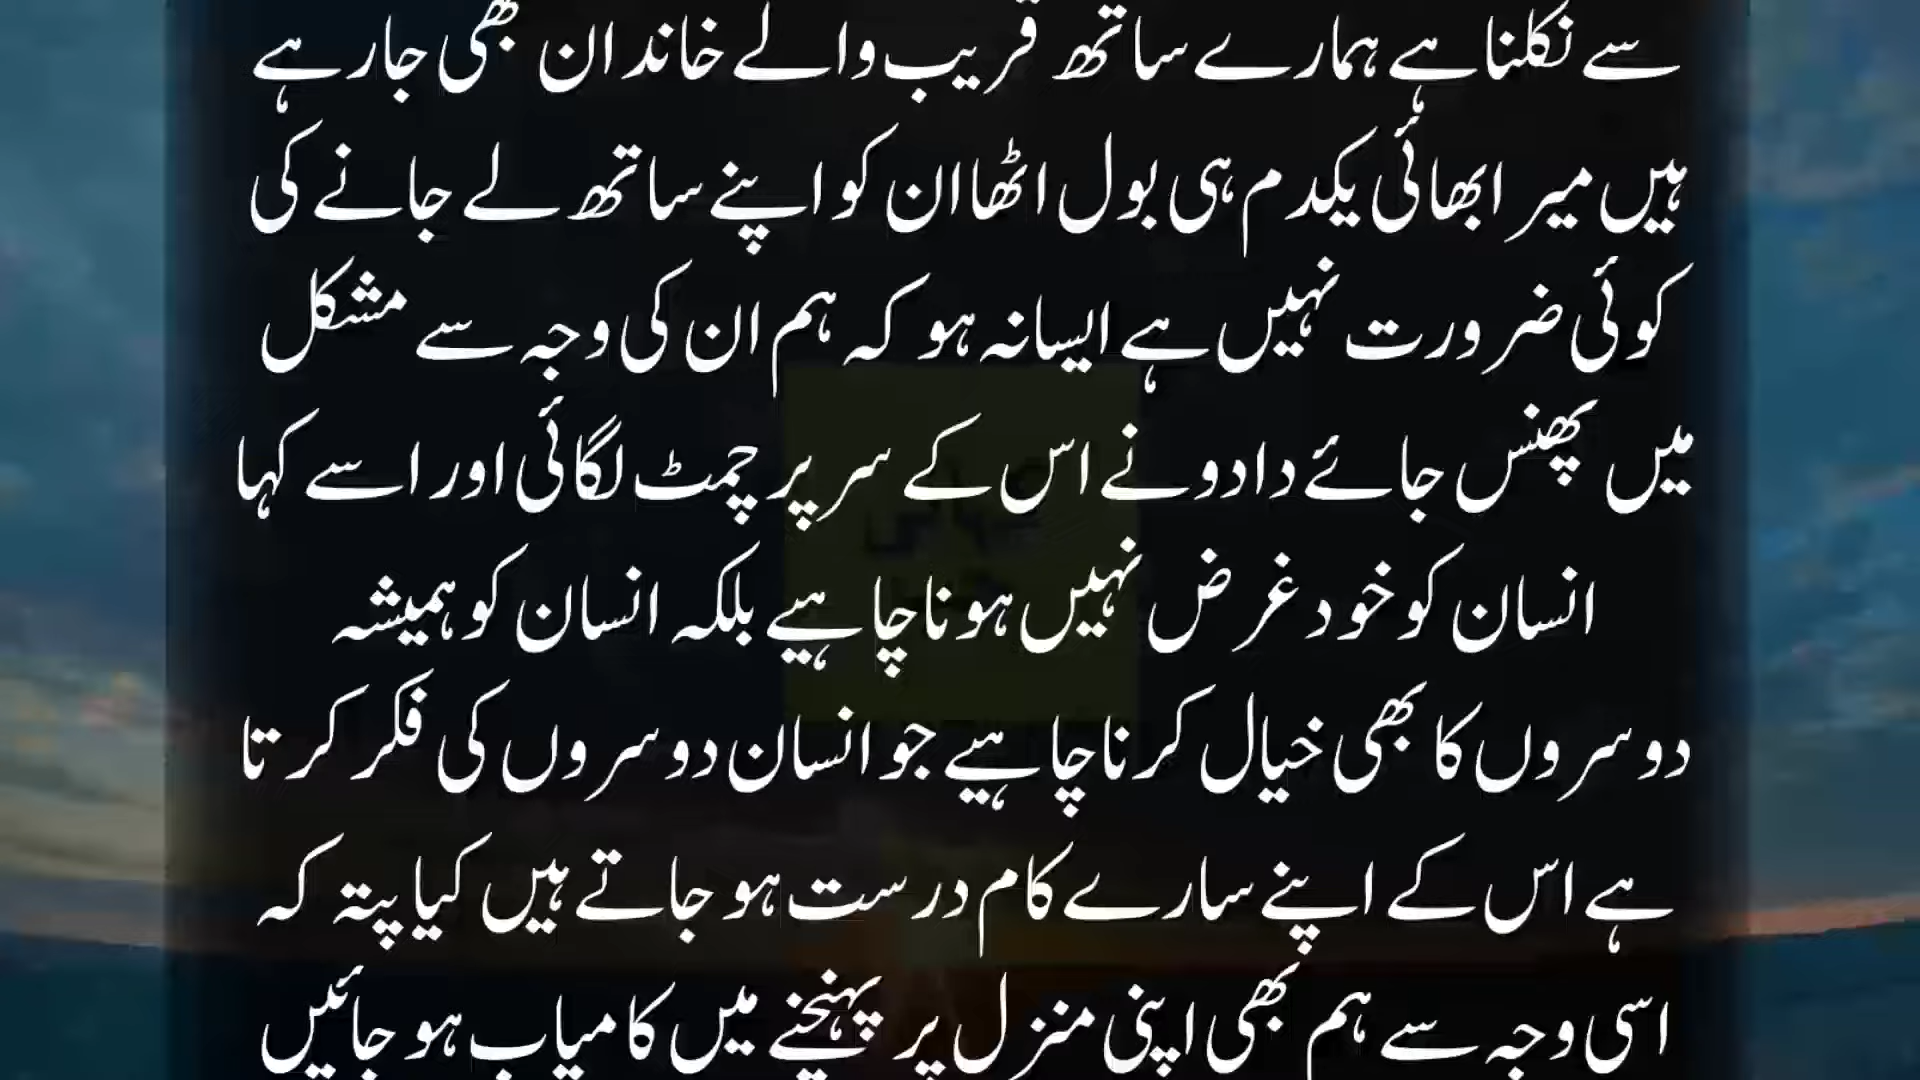 سے نکلنا ہے ہمارے ساتھ قریب والے خاندان بھی جا رہے
ہیں میرا بھائی یکدم ہی بول اٹھا ان کو اپنے ساتھ لے جانے کی
کوئی ضرورت نہیں ہے ایسا نہ ہو کہ ہم ان کی وجہ سے مشکل
میں پھنس جائے دادو نے اس کے سر پر چمٹ لگائی اور اسے کہا
انسان کو خود غرض نہیں ہونا چاہیے بلکہ انسان کو ہمیشہ
دوسروں کا بھی خیال کرنا چاہیے جو انسان دوسروں کی فکر کرتا
ہے اس کے اپنے سارے کام درست ہو جاتے ہیں کیا پتہ کہ
اسی وجہ سے ہم بھی اپنی منزل پر پہنچنے میں کامیاب ہو جائیں